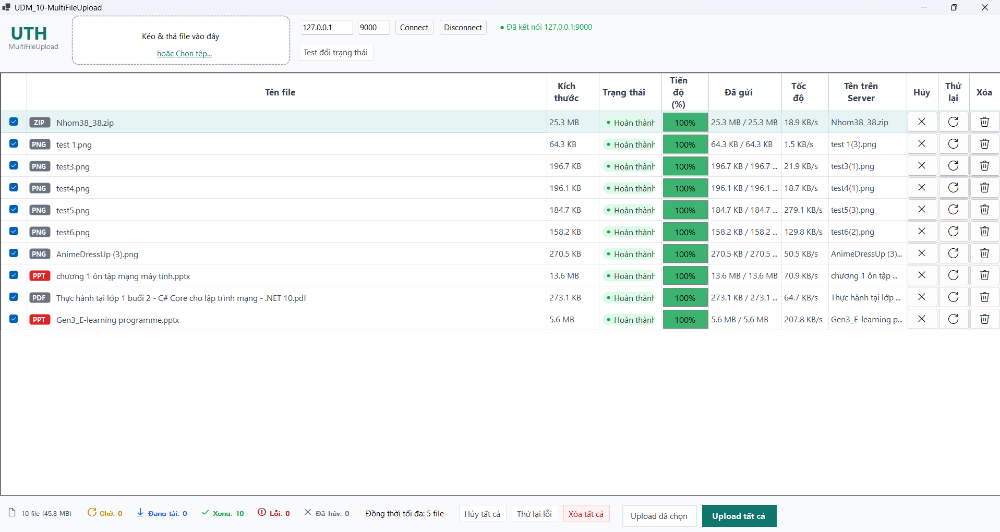 UDM_10-MultiFileUpload
UTH
MultiFileUpload
Kéo & thả file vào đây
hoặc Chọn tệp...
127.0.0.1 9000 Connect Disconnect ● Đã kết nối 127.0.0.1:9000
Test đổi trạng thái
Tên file Kích thước Trạng thái Tiến độ (%) Đã gửi Tốc độ Tên trên Server Hủy Thử lại Xóa
ZIP Nhom38_38.zip 25.3 MB Hoàn thành 100% 25.3 MB / 25.3 MB 18.9 KB/s Nhom38_38.zip
PNG test 1.png 64.3 KB Hoàn thành 100% 64.3 KB / 64.3 KB 1.5 KB/s test 1(3).png
PNG test3.png 196.7 KB Hoàn thành 100% 196.7 KB / 196.7 ... 21.9 KB/s test3(1).png
PNG test4.png 196.1 KB Hoàn thành 100% 196.1 KB / 196.1 ... 18.7 KB/s test4(1).png
PNG test5.png 184.7 KB Hoàn thành 100% 184.7 KB / 184.7 ... 279.1 KB/s test5(3).png
PNG test6.png 158.2 KB Hoàn thành 100% 158.2 KB / 158.2 ... 129.8 KB/s test6(2).png
PNG AnimeDressUp (3).png 270.5 KB Hoàn thành 100% 270.5 KB / 270.5 ... 50.5 KB/s AnimeDressUp (3)...
PPT chương 1 ôn tập mạng máy tính.pptx 13.6 MB Hoàn thành 100% 13.6 MB / 13.6 MB 70.9 KB/s chương 1 ôn tập ...
PDF Thực hành tại lớp 1 buổi 2 - C# Core cho lập trình mạng - .NET 10.pdf 273.1 KB Hoàn thành 100% 273.1 KB / 273.1 ... 64.7 KB/s Thực hành tại lớp ...
PPT Gen3_E-learning programme.pptx 5.6 MB Hoàn thành 100% 5.6 MB / 5.6 MB 207.8 KB/s Gen3_E-learning p...
10 file (45.8 MB) Chờ: 0 Đang tải: 0 Xong: 10 Lỗi: 0 Đã hủy: 0 Đồng thời tối đa: 5 file Hủy tất cả Thử lại lỗi Xóa tất cả Upload đã chọn Upload tất cả